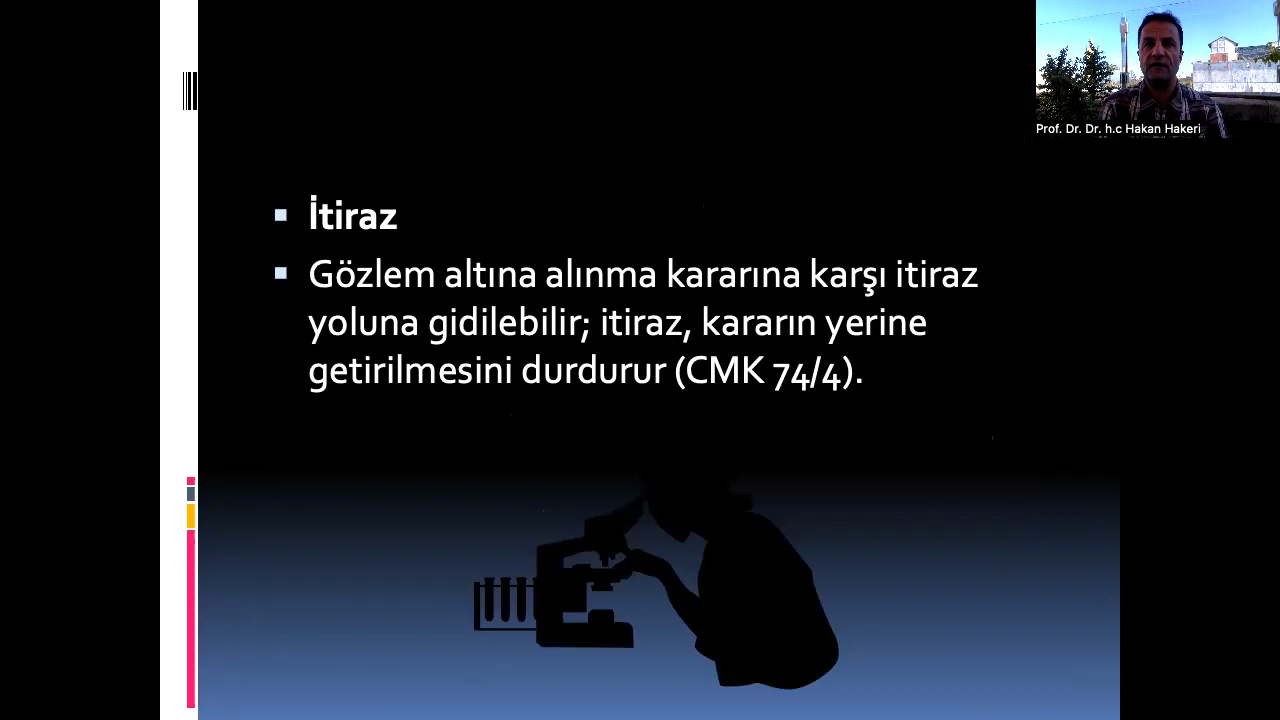 Prof. Dr. Dr. h.c Hakan Hakeri
İtiraz
Gözlem altına alınma kararına karşı itiraz
yoluna gidilebilir; itiraz, kararın yerine
getirilmesini durdurur (CMK 74/4).